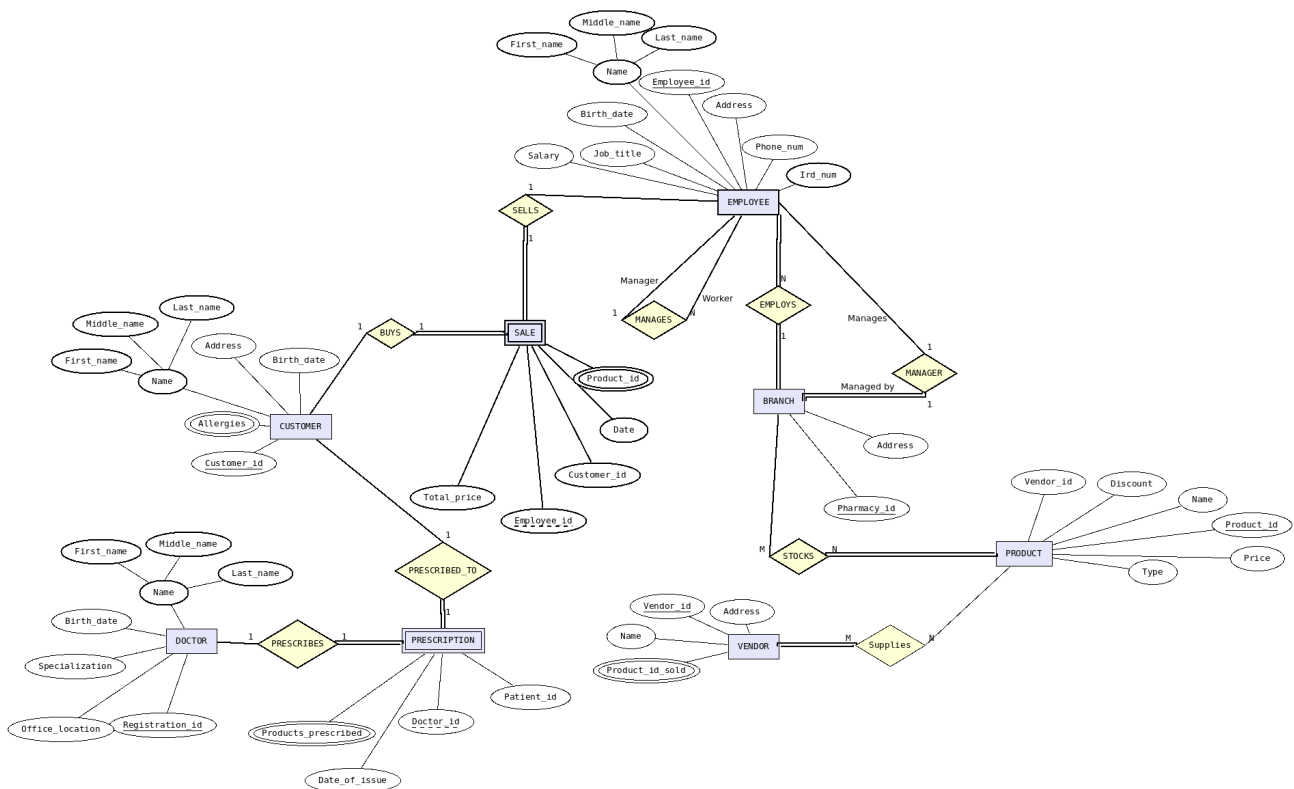 Middle_name
First_name
Last_name
Name
Employee_id
Address
Birth_date
Phone_num
Salary
Job_title
Ird_num
1
SELLS
EMPLOYEE
1
Manager
N
Worker
EMPLOYS
1
MANAGES
N
Manages
1
1
MANAGER
Managed by
1
BRANCH
Last_name
Middle_name
First_name
Address
Birth_date
Name
1
BUYS
1
SALE
Product_id
Allergies
CUSTOMER
Customer_id
Date
Customer_id
Total_price
Employee_id
Address
Pharmacy_id
Vendor_id
Discount
Name
Product_id
M
STOCKS
N
PRODUCT
Price
Type
1
PRESCRIBED_TO
1
Middle_name
First_name
Last_name
Name
Birth_date
DOCTOR
1
PRESCRIBES
1
PRESCRIPTION
Specialization
Office_location
Registration_id
Products_prescribed
Doctor_id
Patient_id
Date_of_issue
Vendor_id
Address
Name
VENDOR
M
Supplies
N
Product_id_sold